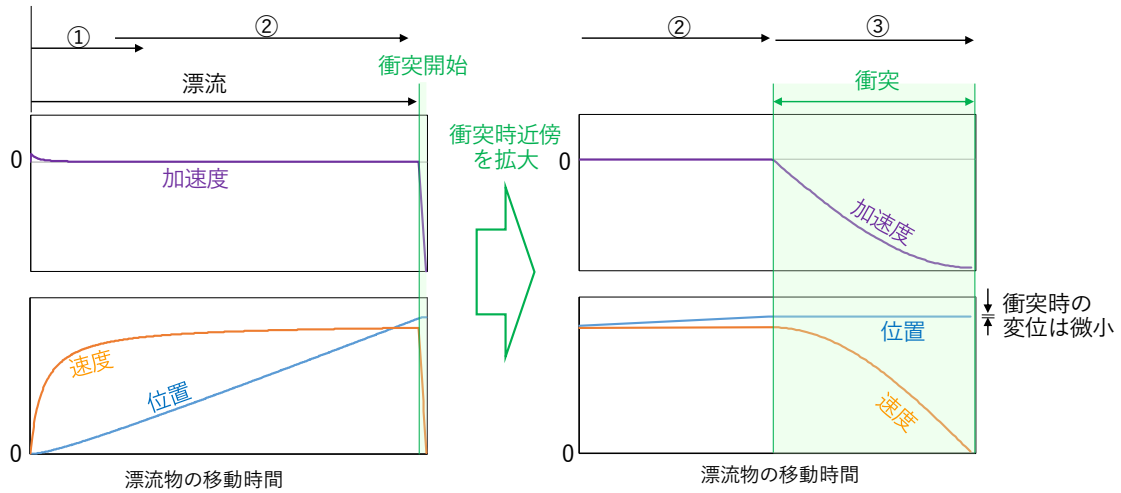 ①
②
漂流
衝突開始
0
加速度
速度
位置
0
漂流物の移動時間
衝突時近傍
を拡大
②
③
衝突
0
加速度
位置
速度
衝突時の
変位は微小
0
漂流物の移動時間